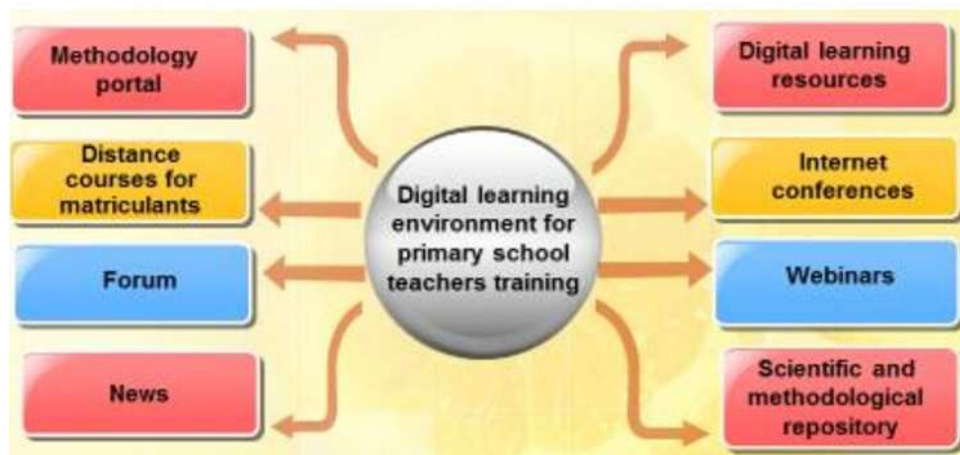 Methodology
portal
Distance
courses for
matriculants
Forum
News
Digital learning
environment for
primary school
teachers training
Digital learning
resources
Internet
conferences
Webinars
Scientific and
methodological
repository